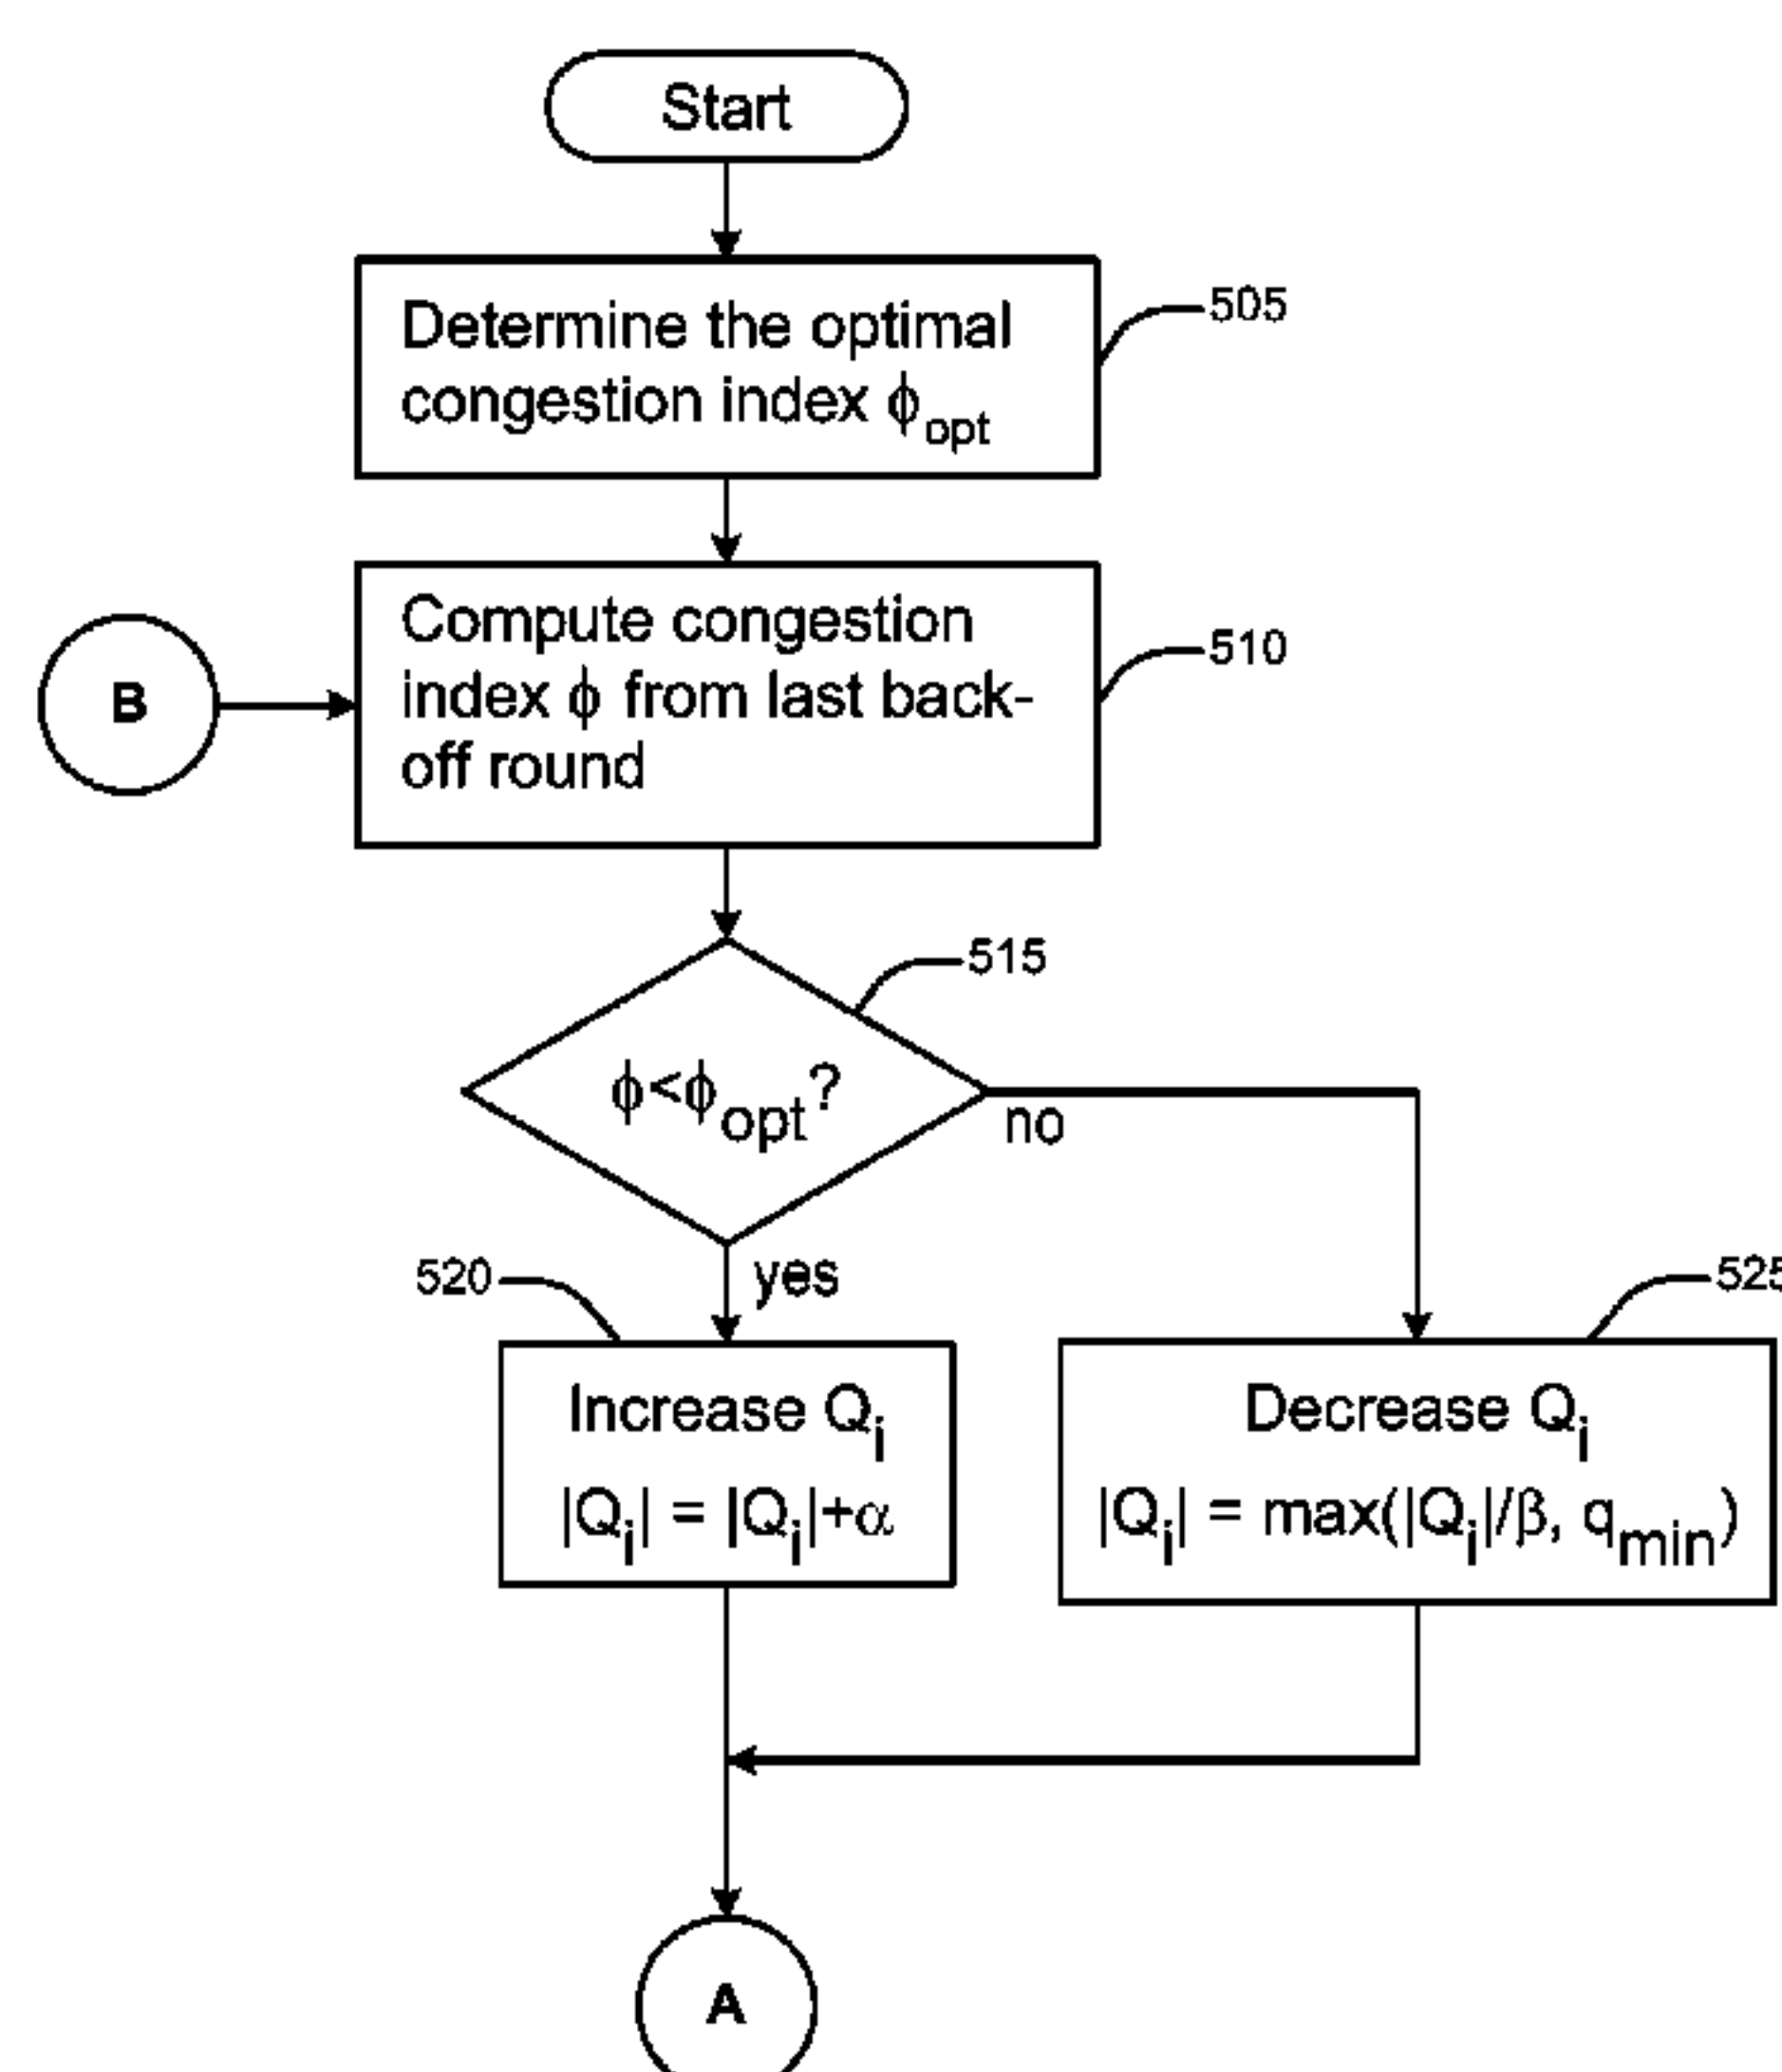 Start
Determine the optimal
congestion index ϕopt
505
Compute congestion
index ϕ from last back-
off round
510
B
515
ϕ<ϕopt?
no
yes
520
525
Increase Qi
|Qi| = |Qi|+α
Decrease Qi
|Qi| = max(|Qi|/β, qmin)
A